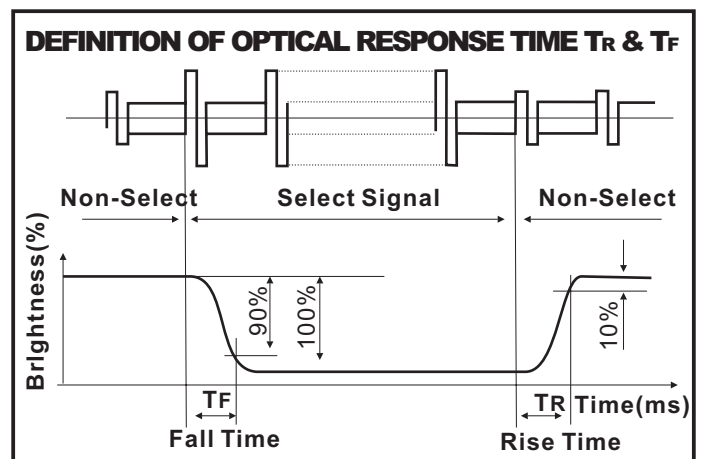 DEFINITION OF OPTICAL RESPONSE TIME TR & TF
Non-Select
Select Signal
Non-Select
BrIghtness(%)
90%
100%
10%
TF
TR
Time(ms)
Fall Time
Rise Time